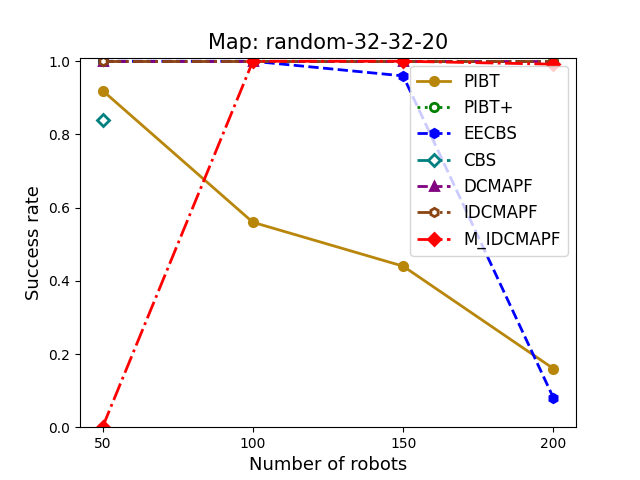 Map: random-32-32-20
Success rate
1.0
0.8
0.6
0.4
0.2
0.0
50
100
150
200
Number of robots
PIBT
PIBT+
EECBS
CBS
DCMAPF
IDCMAPF
M_IDCMAPF